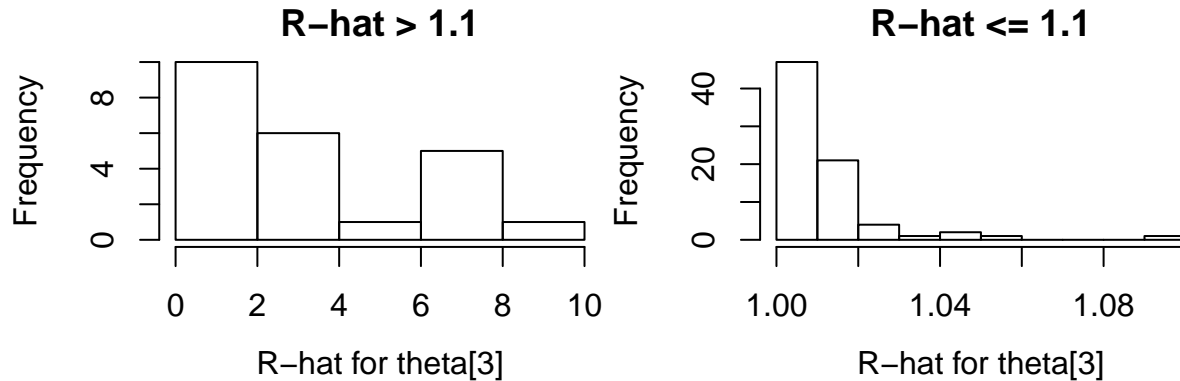 R−hat > 1.1
Frequency
0 4 8
0 2 4 6 8 10
R−hat for theta[3]
R−hat <= 1.1
Frequency
0 20 40
1.00 1.04 1.08
R−hat for theta[3]